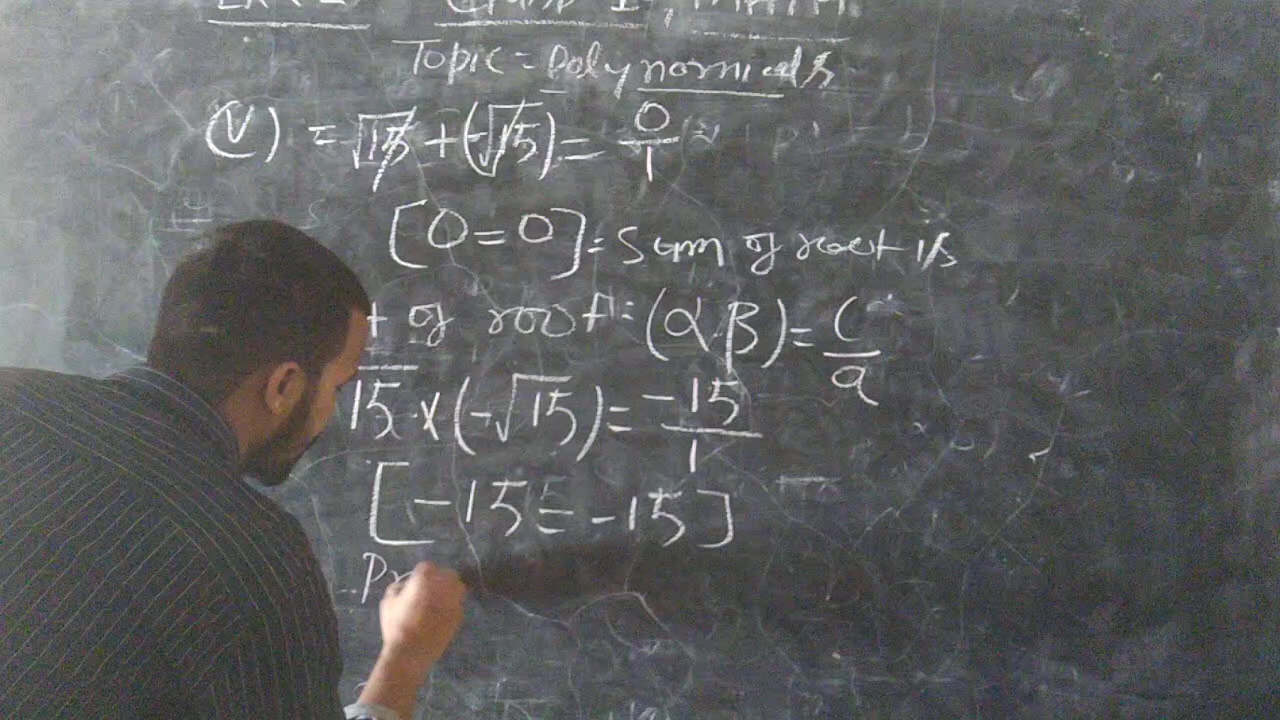 Topic = Polynomials
(V) = √15 + (-√15) = 0/1
[0 = 0] = Sum of root is
t of root = (αβ) = c/a
√15 × (-√15) = -15/1
[-15 = -15]
Pr